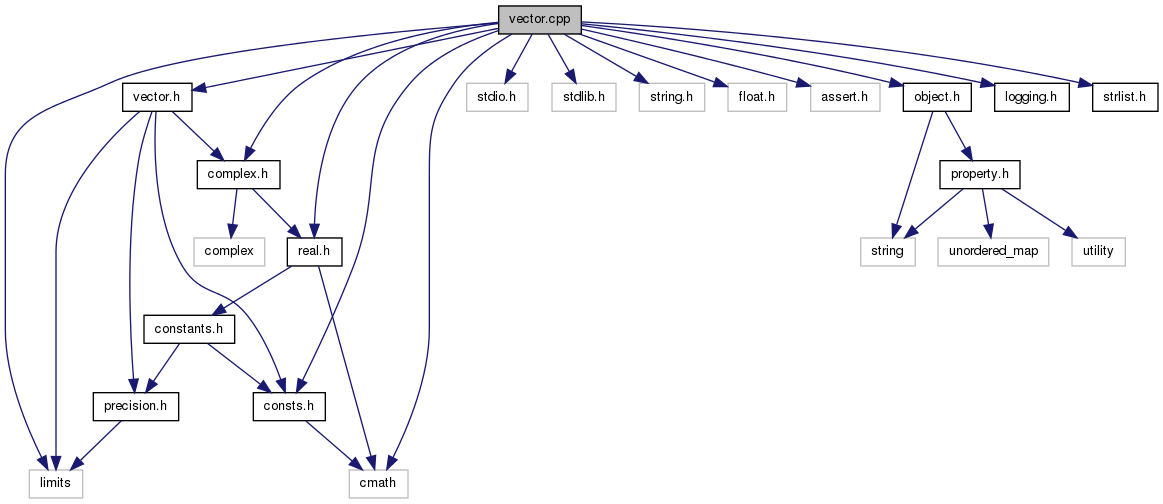 vector.cpp
vector.h
stdio.h
stdlib.h
string.h
float.h
assert.h
object.h
logging.h
strlist.h
complex.h
property.h
complex
real.h
string
unordered_map
utility
constants.h
precision.h
consts.h
limits
cmath